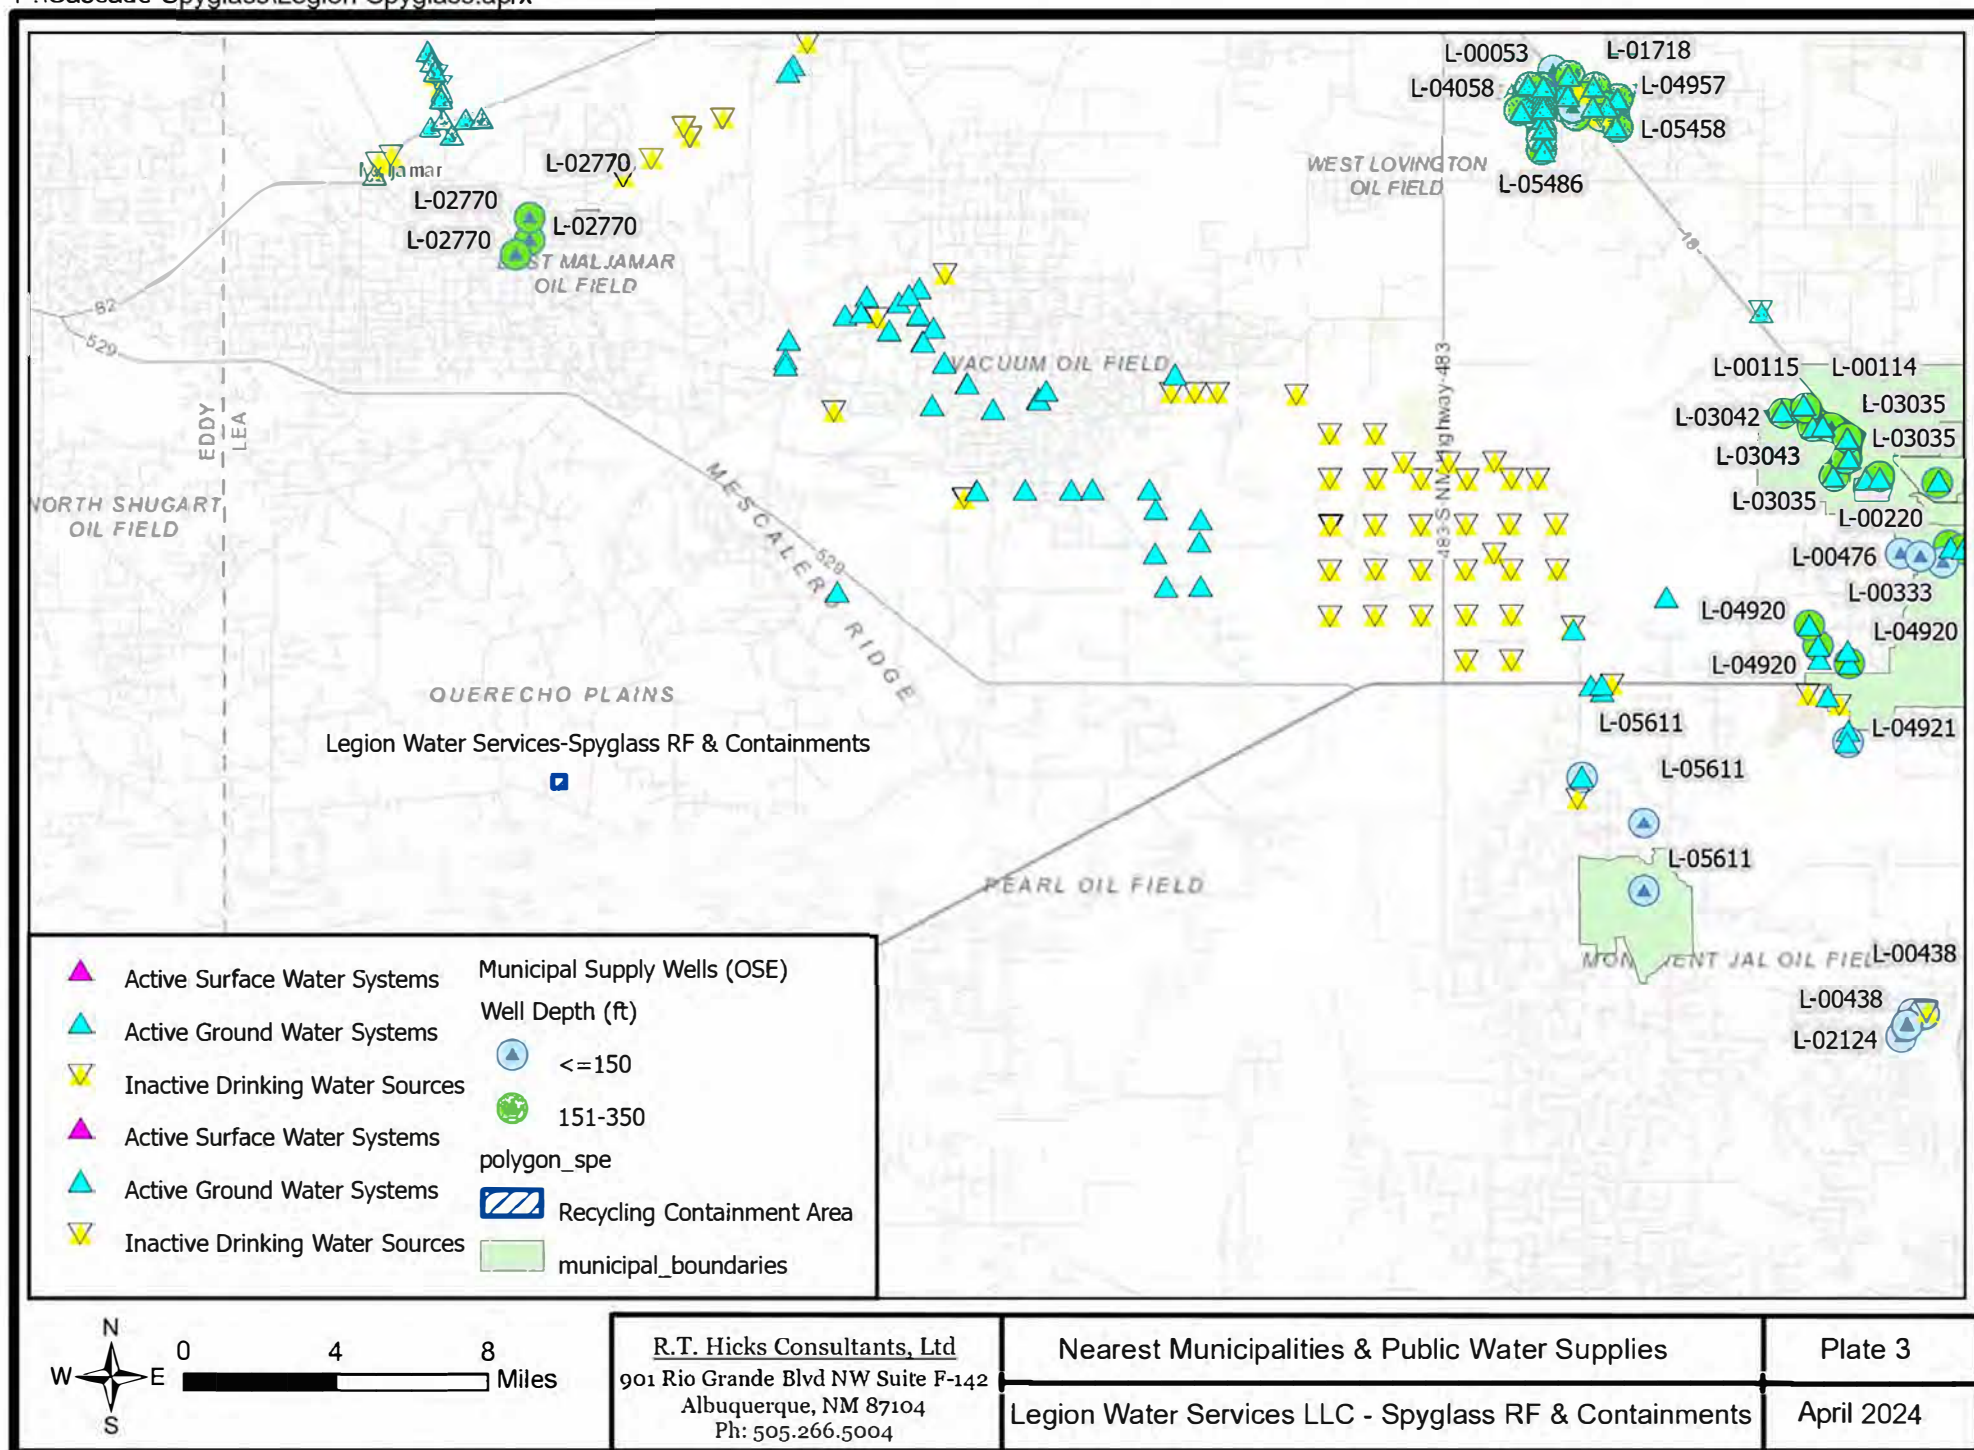 L-00053
L-01718
L-04058
L-04957
L-05458
WEST LOVINGTON
OIL FIELD
L-05486
L-02770
L-02770
L-02770
L-02770
OIL FIELD
82
529
18
VACUUM OIL FIELD
483-S-NM Highway-483
L-00115
L-00114
L-03042
L-03035
L-03035
L-03043
L-03035
L-00220
EDDY
LEA
NORTH SHUGART
OIL FIELD
MESCALERO RIDGE
529
L-00476
L-00333
L-04920
L-04920
L-04920
QUERECHO PLAINS
Legion Water Services-Spyglass RF & Containments
L-05611
L-04921
L-05611
L-05611
PEARL OIL FIELD
L-00438
L-00438
L-02124
Active Surface Water Systems
Active Ground Water Systems
Inactive Drinking Water Sources
Active Surface Water Systems
Active Ground Water Systems
Inactive Drinking Water Sources
Municipal Supply Wells (OSE)
Well Depth (ft)
<=150
151-350
polygon_spe
Recycling Containment Area
municipal_boundaries
N
W E
S
0 4 8
Miles
R.T. Hicks Consultants, Ltd
901 Rio Grande Blvd NW Suite F-142
Albuquerque, NM 87104
Ph: 505.266.5004
Nearest Municipalities & Public Water Supplies
Legion Water Services LLC - Spyglass RF & Containments
Plate 3
April 2024